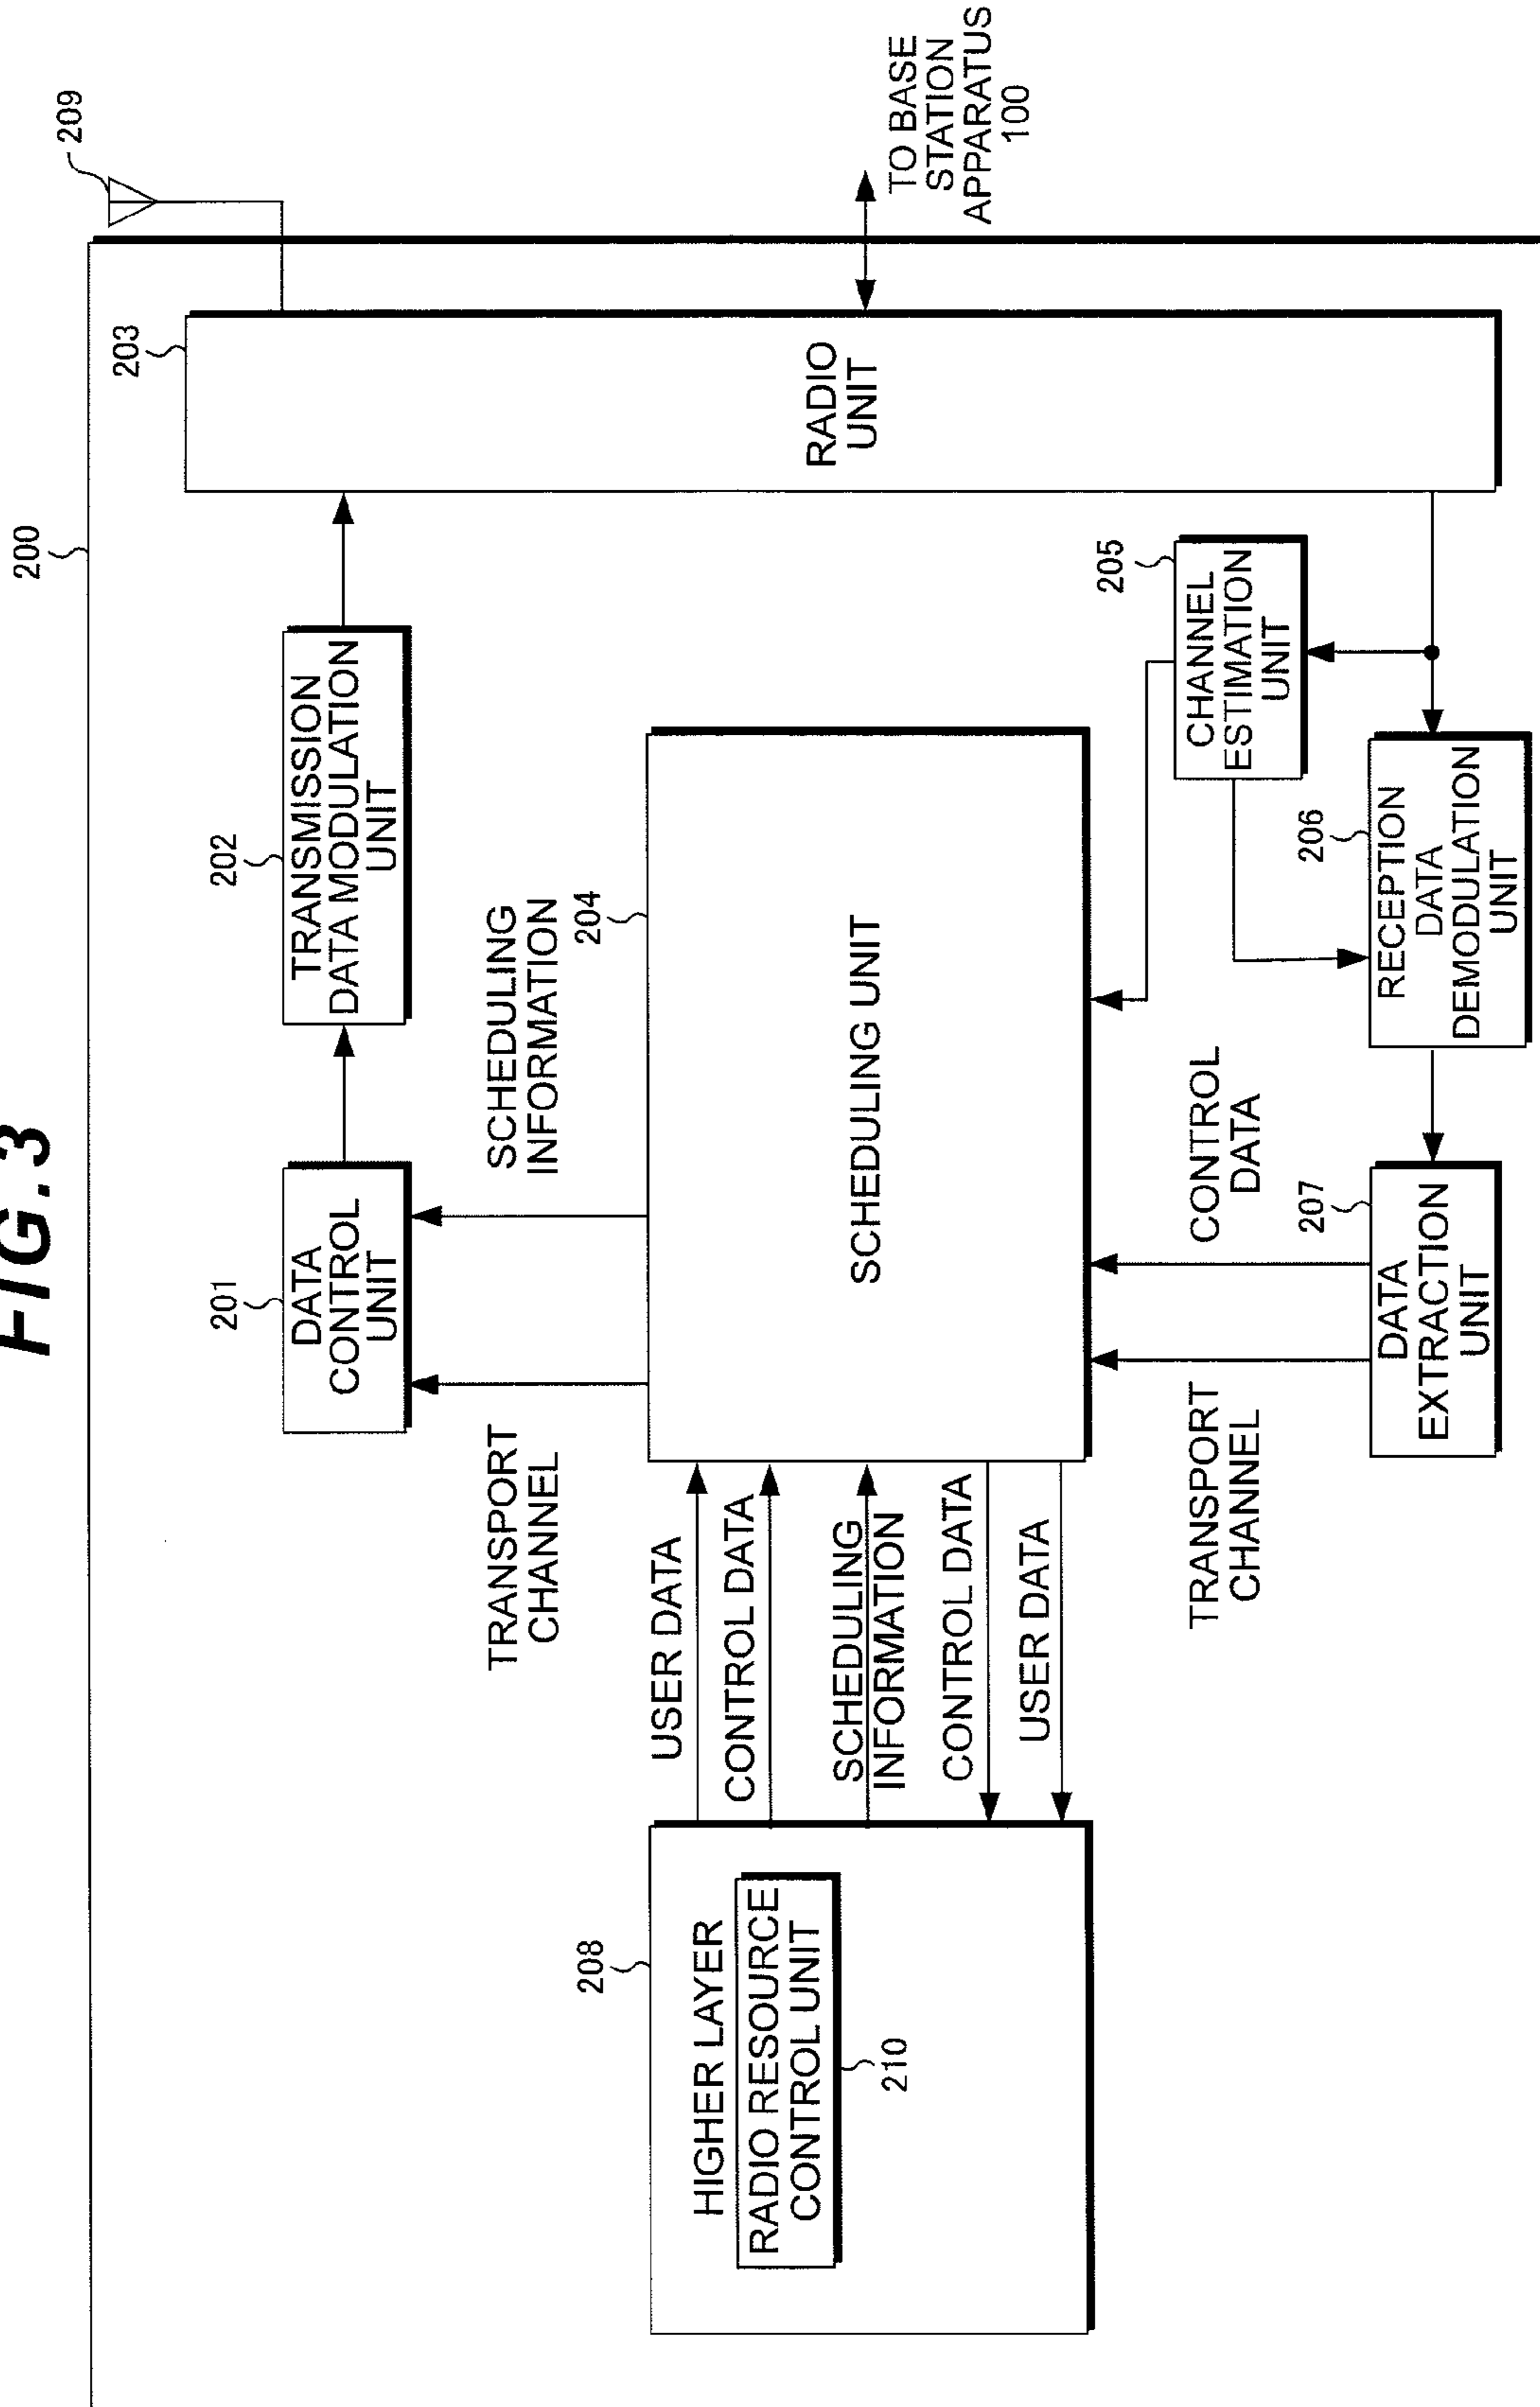 FIG.3
200
209
203
RADIO
UNIT
TO BASE
STATION
APPARATUS
100
202
TRANSMISSION
DATA MODULATION
UNIT
201
DATA
CONTROL
UNIT
SCHEDULING
INFORMATION
TRANSPORT
CHANNEL
204
SCHEDULING UNIT
208
HIGHER LAYER
RADIO RESOURCE
CONTROL UNIT
210
USER DATA
CONTROL DATA
SCHEDULING
INFORMATION
CONTROL DATA
USER DATA
205
CHANNEL
ESTIMATION
UNIT
206
RECEPTION
DATA
DEMODULATION
UNIT
CONTROL
DATA
TRANSPORT
CHANNEL
207
DATA
EXTRACTION
UNIT